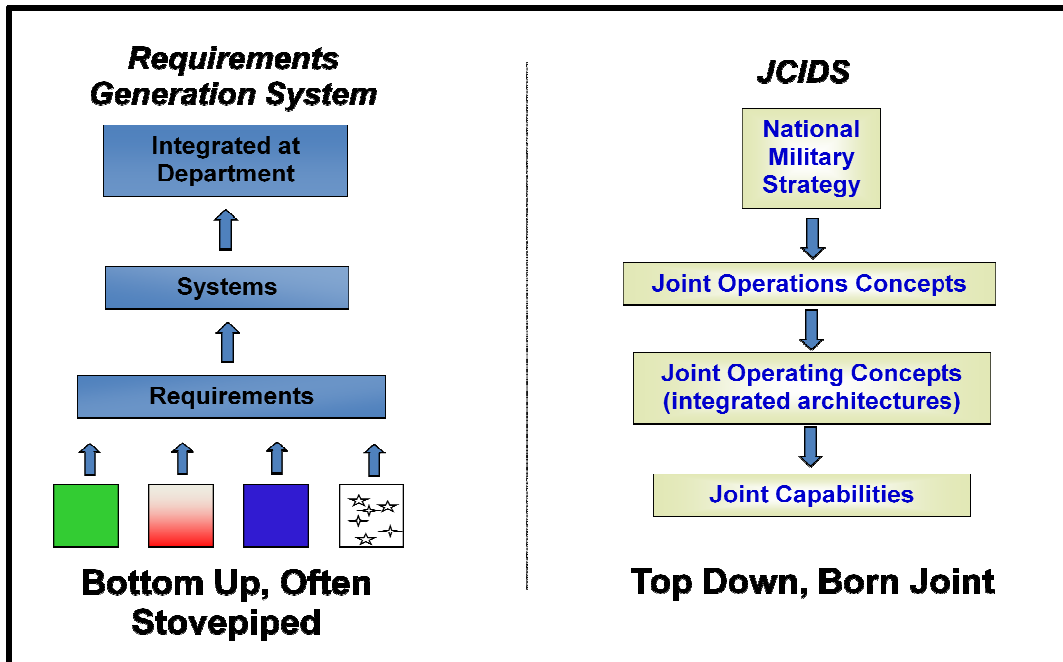 Requirements
Generation System
Integrated at
Department
Systems
Requirements
Bottom Up, Often
Stovepiped
JCIDS
National
Military
Strategy
Joint Operations Concepts
Joint Operating Concepts
(integrated architectures)
Joint Capabilities
Top Down, Born Joint